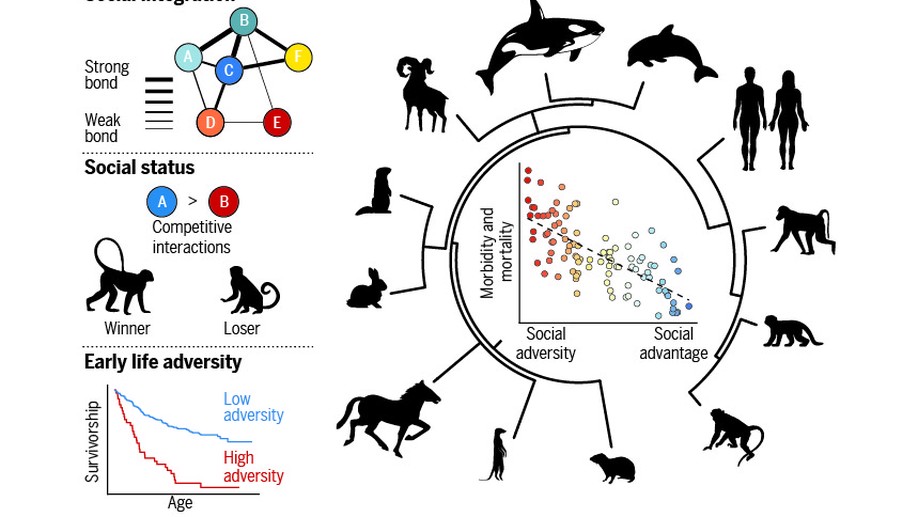 Social integration
B
A
F
C
Strong
bond
Weak
bond
D
E
Social status
A > B
Competitive
interactions
Winner
Loser
Early life adversity
Low
adversity
High
adversity
Survivorship
Age
Morbidity and
mortality
Social
adversity
Social
advantage